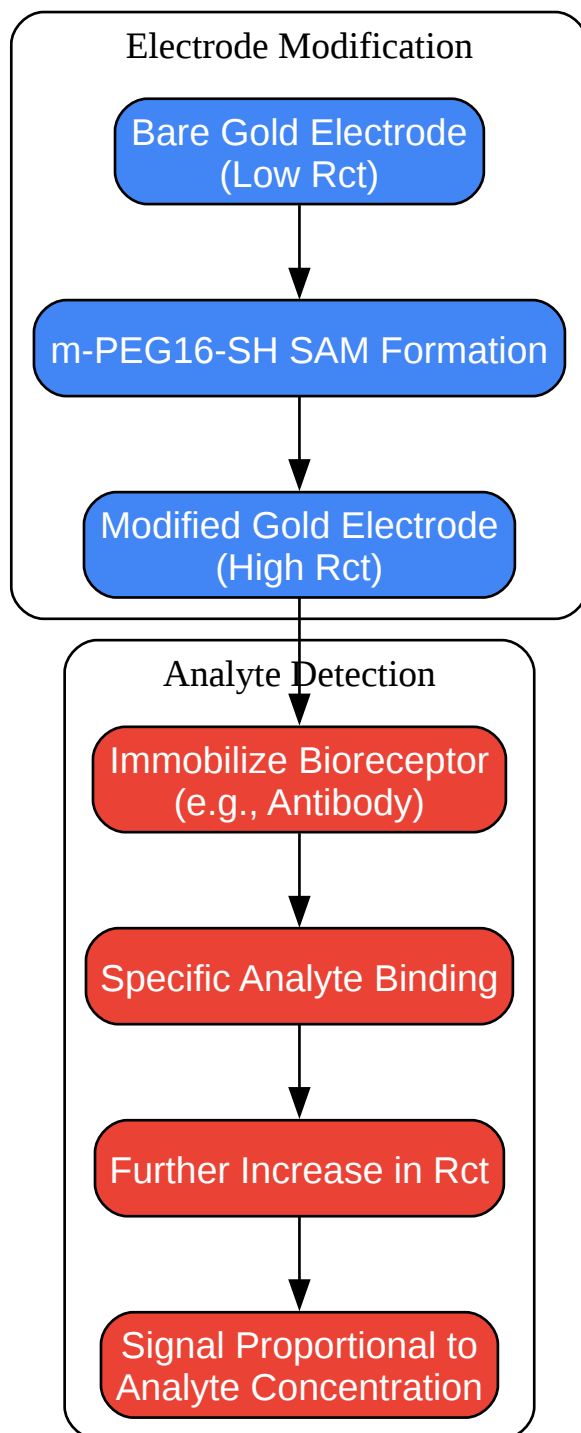 Electrode Modification
Bare Gold Electrode
(Low Rct)
m-PEG16-SH SAM Formation
Modified Gold Electrode
(High Rct)
Analyte Detection
Immobilize Bioreceptor
(e.g., Antibody)
Specific Analyte Binding
Further Increase in Rct
Signal Proportional to
Analyte Concentration